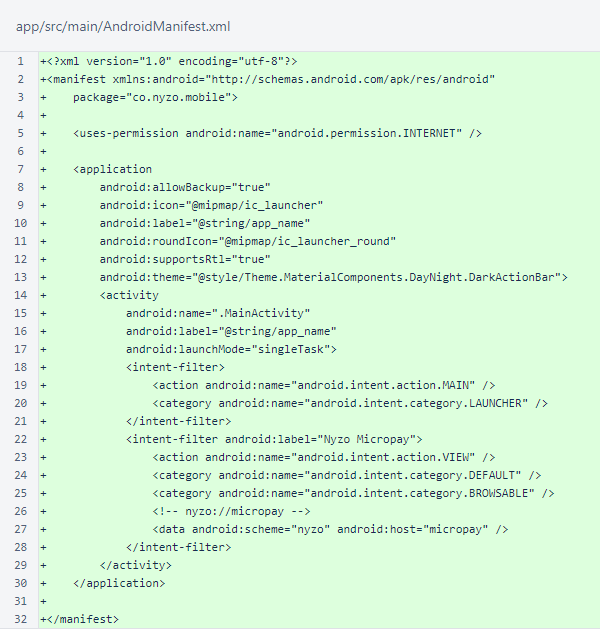 app/src/main/AndroidManifest.xml
1 +<?xml version="1.0" encoding="utf-8"?>
2 +<manifest xmlns:android="http://schemas.android.com/apk/res/android"
3 +    package="co.nyzo.mobile">
4 +
5 +    <uses-permission android:name="android.permission.INTERNET" />
6 +
7 +    <application
8 +        android:allowBackup="true"
9 +        android:icon="@mipmap/ic_launcher"
10 +        android:label="@string/app_name"
11 +        android:roundIcon="@mipmap/ic_launcher_round"
12 +        android:supportsRtl="true"
13 +        android:theme="@style/Theme.MaterialComponents.DayNight.DarkActionBar">
14 +        <activity
15 +            android:name=".MainActivity"
16 +            android:label="@string/app_name"
17 +            android:launchMode="singleTask">
18 +            <intent-filter>
19 +                <action android:name="android.intent.action.MAIN" />
20 +                <category android:name="android.intent.category.LAUNCHER" />
21 +            </intent-filter>
22 +            <intent-filter android:label="Nyzo Micropay">
23 +                <action android:name="android.intent.action.VIEW" />
24 +                <category android:name="android.intent.category.DEFAULT" />
25 +                <category android:name="android.intent.category.BROWSABLE" />
26 +                <!-- nyzo://micropay -->
27 +                <data android:scheme="nyzo" android:host="micropay" />
28 +            </intent-filter>
29 +        </activity>
30 +    </application>
31 +
32 +</manifest>